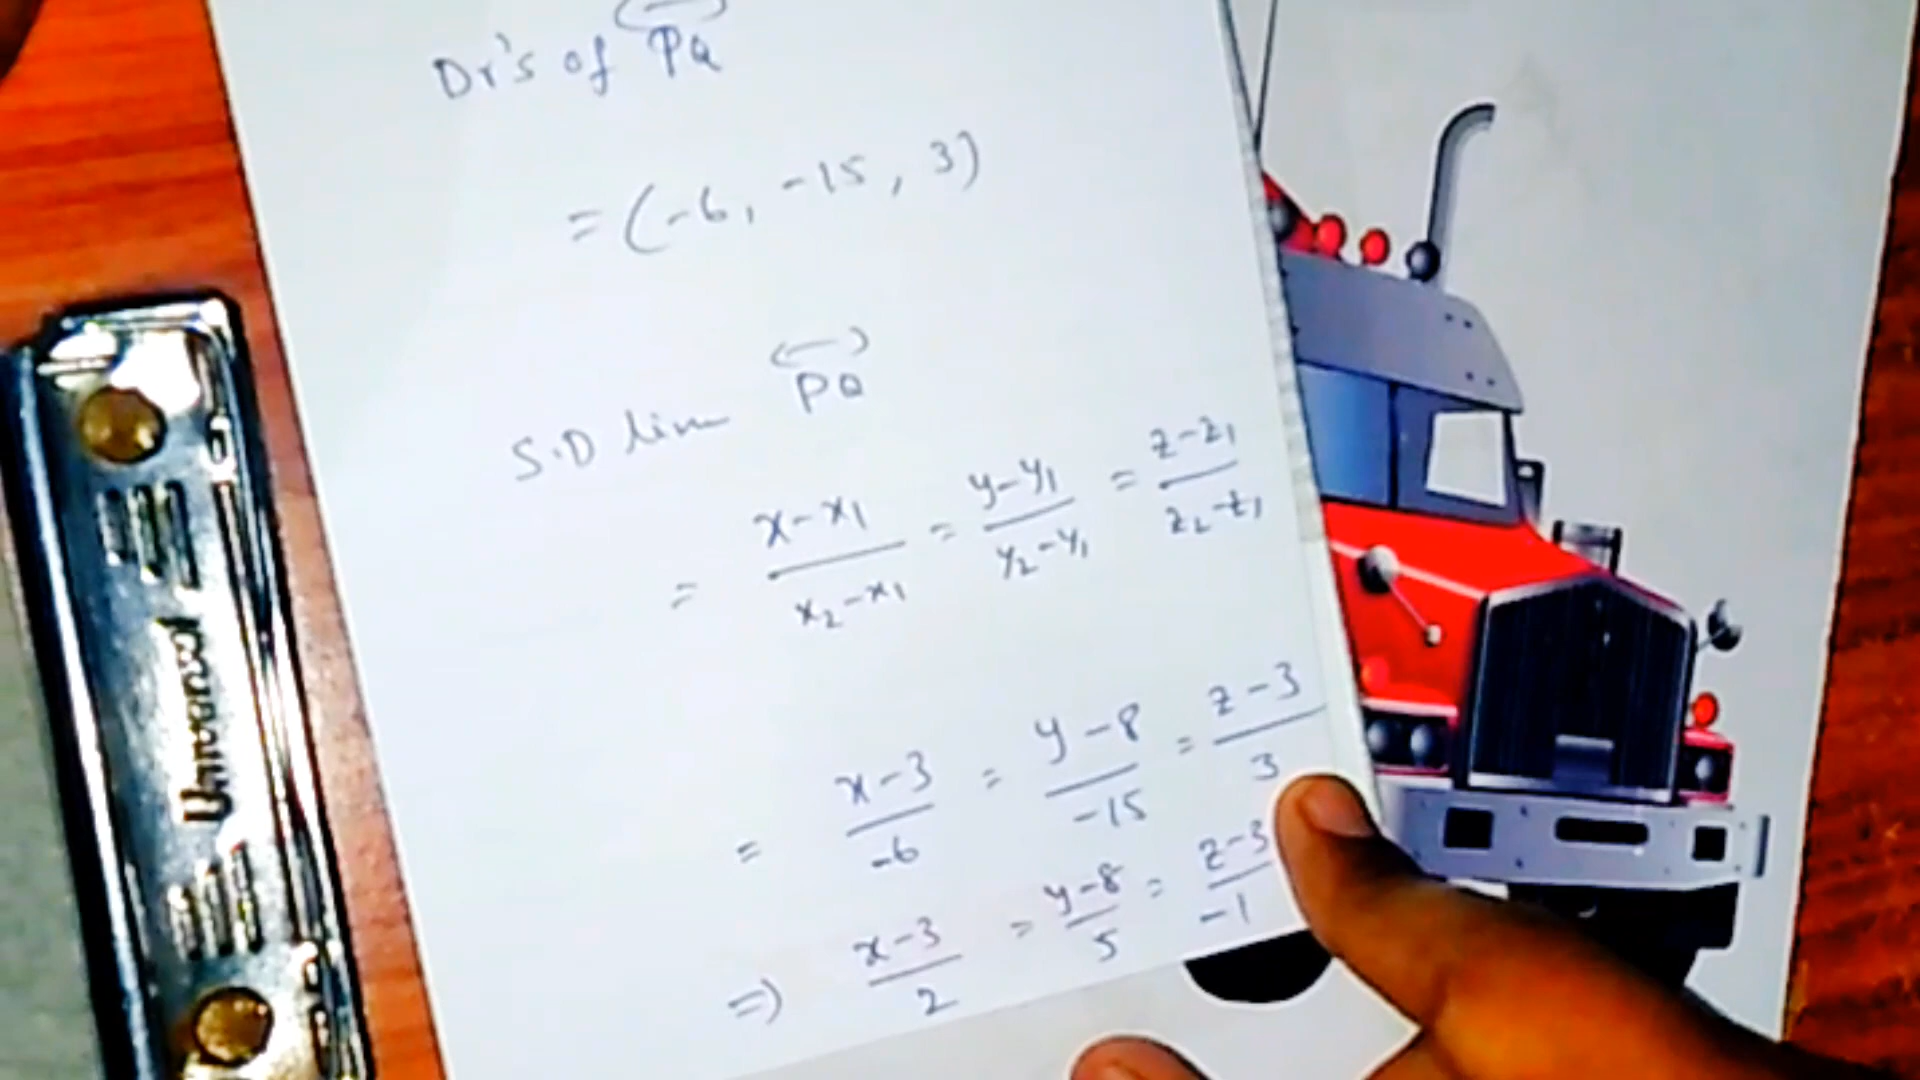 Dr's of PQ
= (-6, -15, 3)
S.D line PQ
= x-x₁/x₂-x₁ = y-y₁/y₂-y₁ = z-z₁/z₂-z₁
= x-3/-6 = y-8/-15 = z-3/3
=) x-3/2 = y-8/5 = z-3/-1
Universal